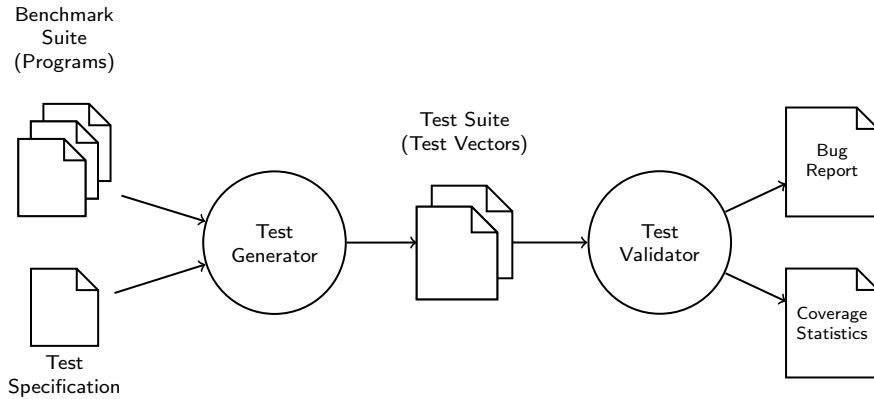 Benchmark
Suite
(Programs)
Test
Specification
Test
Generator
Test Suite
(Test Vectors)
Test
Validator
Bug
Report
Coverage
Statistics